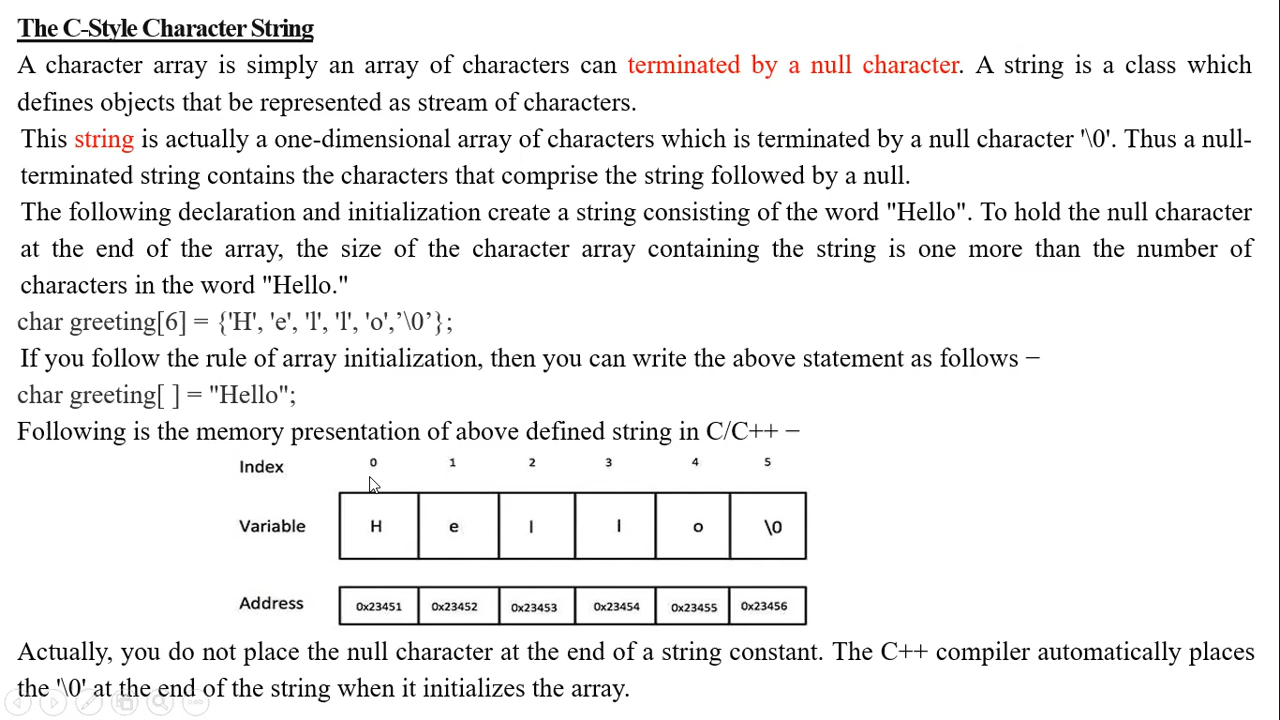 The C-Style Character String
A character array is simply an array of characters can terminated by a null character. A string is a class which
defines objects that be represented as stream of characters.
This string is actually a one-dimensional array of characters which is terminated by a null character '\0'. Thus a null-
terminated string contains the characters that comprise the string followed by a null.
The following declaration and initialization create a string consisting of the word "Hello". To hold the null character
at the end of the array, the size of the character array containing the string is one more than the number of
characters in the word "Hello."
char greeting[6] = {'H', 'e', 'l', 'l', 'o',’\0’};
If you follow the rule of array initialization, then you can write the above statement as follows −
char greeting[ ] = "Hello";
Following is the memory presentation of above defined string in C/C++ −
Index 0 1 2 3 4 5
Variable H e l l o \0
Address 0x23451 0x23452 0x23453 0x23454 0x23455 0x23456
Actually, you do not place the null character at the end of a string constant. The C++ compiler automatically places
the '\0' at the end of the string when it initializes the array.